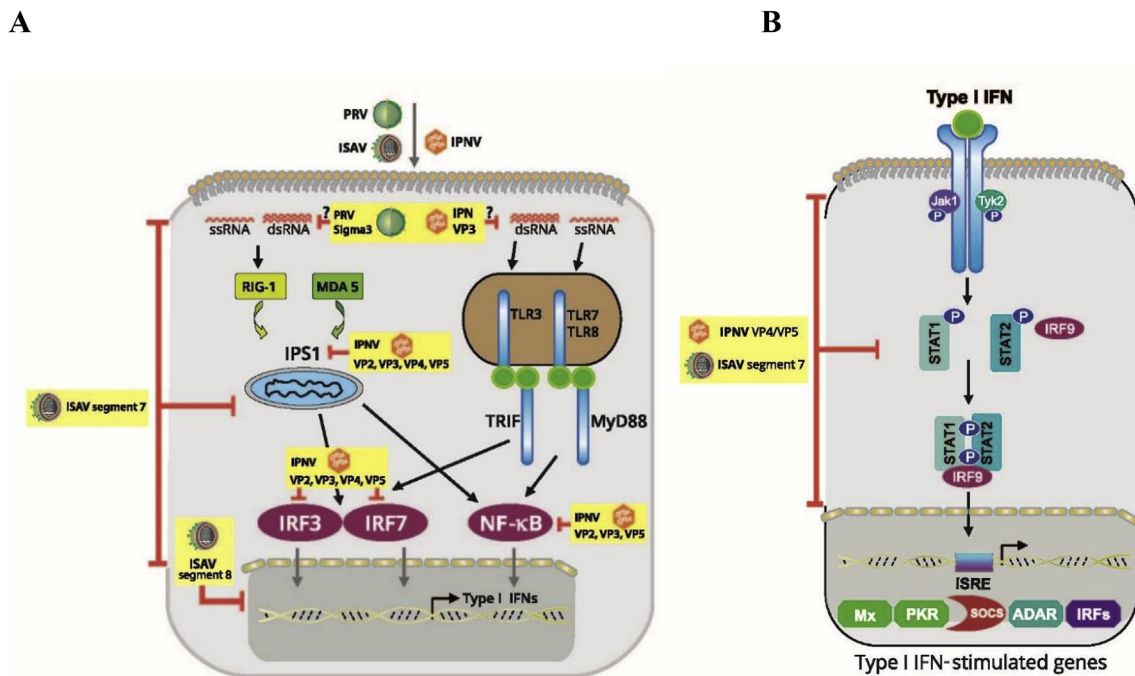 A
B
PRV
ISAV
IPNV
ssRNA
dsRNA
?
PRV
Sigma3
IPN
VP3
?
dsRNA
ssRNA
RIG-1
MDA 5
TLR3
TLR7
TLR8
IPS1
IPNV
VP2, VP3, VP4, VP5
ISAV segment 7
TRIF
MyD88
IPNV
VP2, VP3, VP4, VP5
IRF3
IRF7
NF-κB
IPNV
VP2, VP3, VP5
ISAV
segment 8
Type I IFNs
Type I IFN
Jak1
P
Tyk2
P
IPNV VP4/VP5
ISAV segment 7
STAT1
P
STAT2
P
IRF9
STAT1
P
P
STAT2
IRF9
ISRE
Mx
PKR
SOCS
ADAR
IRFs
Type I IFN-stimulated genes